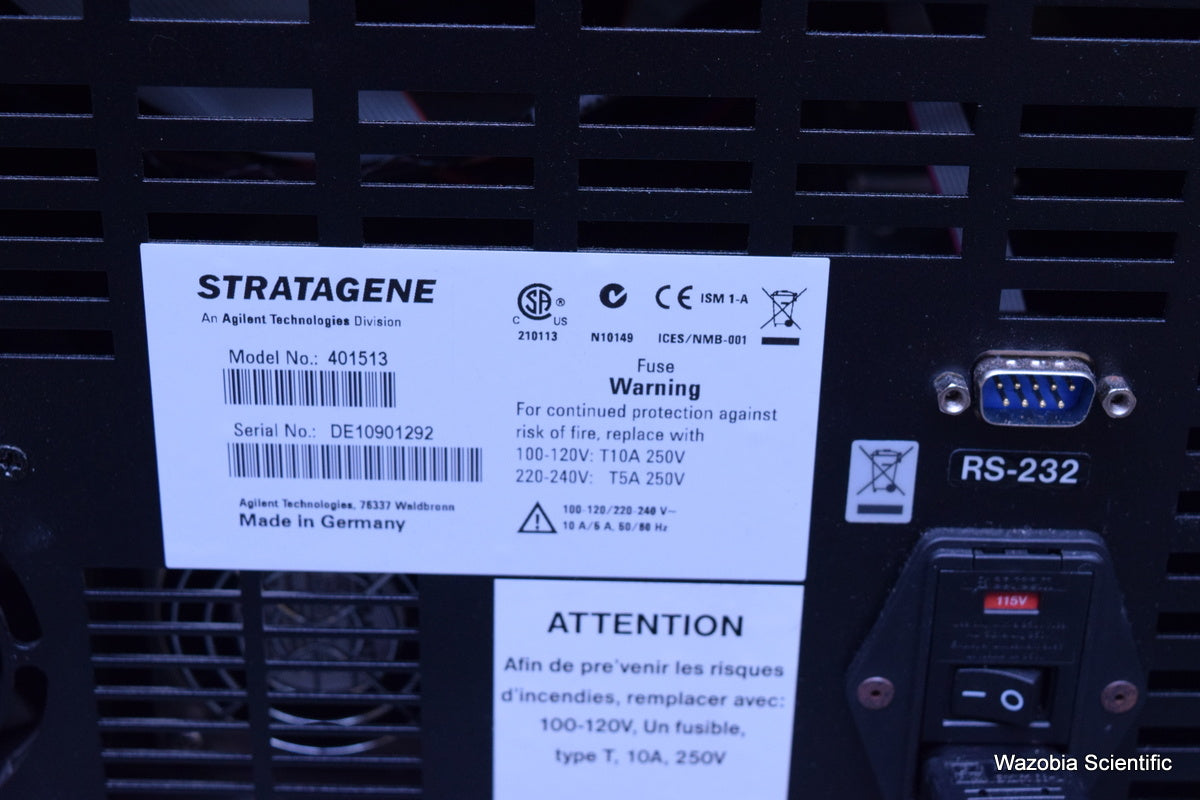 STRATAGENE
An Agilent Technologies Division
Model No.: 401513
Serial No.: DE10901292
Agilent Technologies, 76337 Waldbronn
Made in Germany
CSA ®
C US
210113
N10149
CE ISM 1-A
ICES/NMB-001
Fuse
Warning
For continued protection against
risk of fire, replace with
100-120V: T10A 250V
220-240V: T5A 250V
100-120/220-240 V~
10 A/5 A, 50/60 Hz
ATTENTION
Afin de pre'venir les risques
d'incendies, remplacer avec:
100-120V, Un fusible,
type T, 10A, 250V
RS-232
115V
Wazobia Scientific